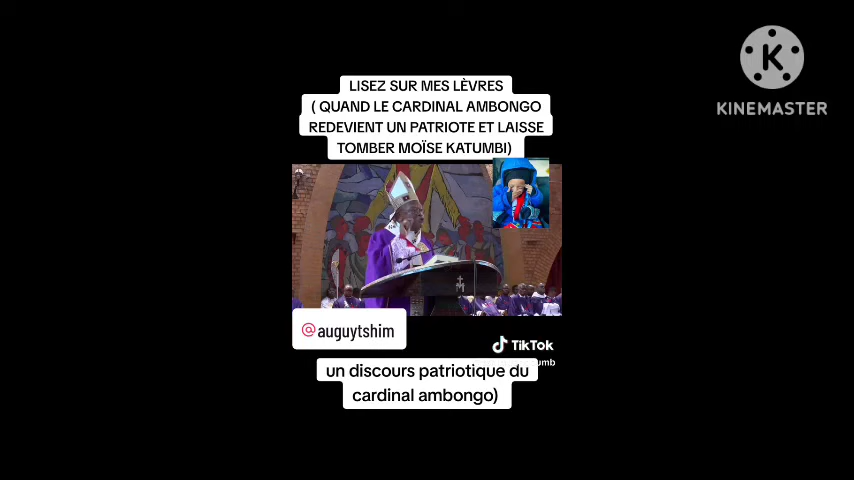 LISEZ SUR MES LÈVRES
( QUAND LE CARDINAL AMBONGO
REDEVIENT UN PATRIOTE ET LAISSE
TOMBER MOÏSE KATUMBI)
KINEMASTER
@auguytshim
TikTok
umb
un discours patriotique du
cardinal ambongo)